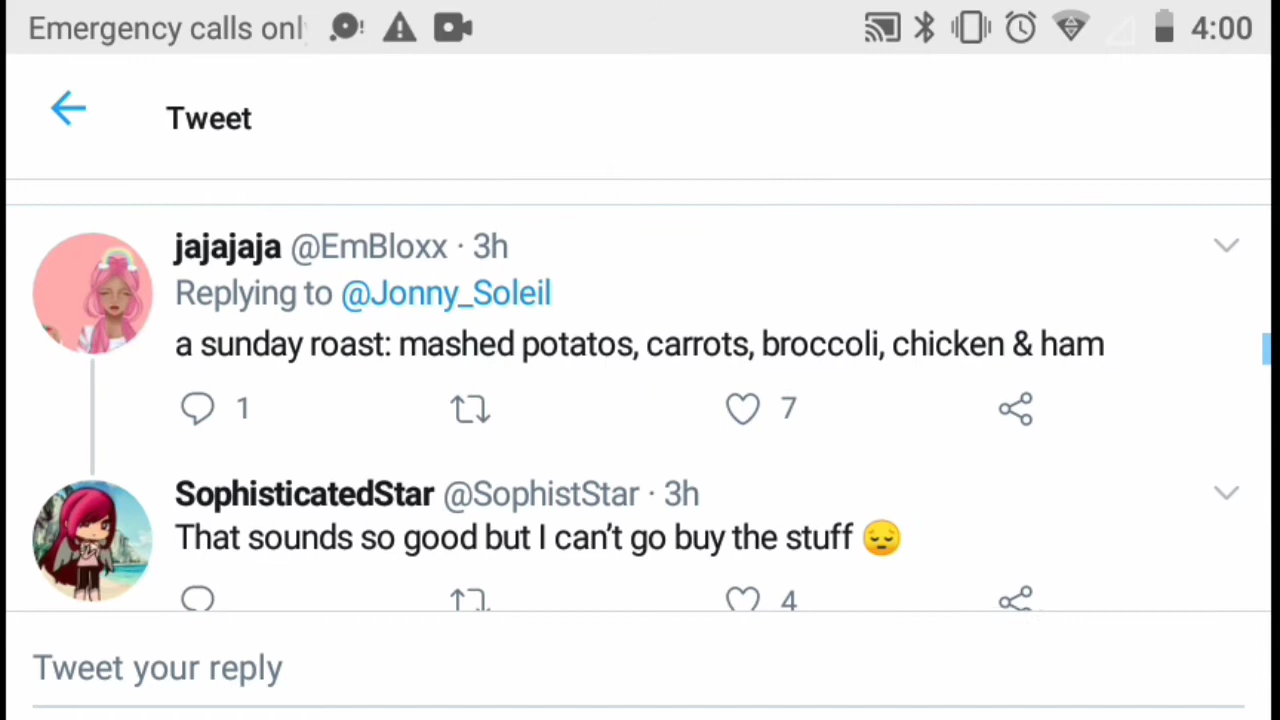 Emergency calls onl
4:00
Tweet
jajajaja @EmBloxx · 3h
Replying to @Jonny_Soleil
a sunday roast: mashed potatos, carrots, broccoli, chicken & ham
1 7
SophisticatedStar @SophistStar · 3h
That sounds so good but I can't go buy the stuff 😔
4
Tweet your reply